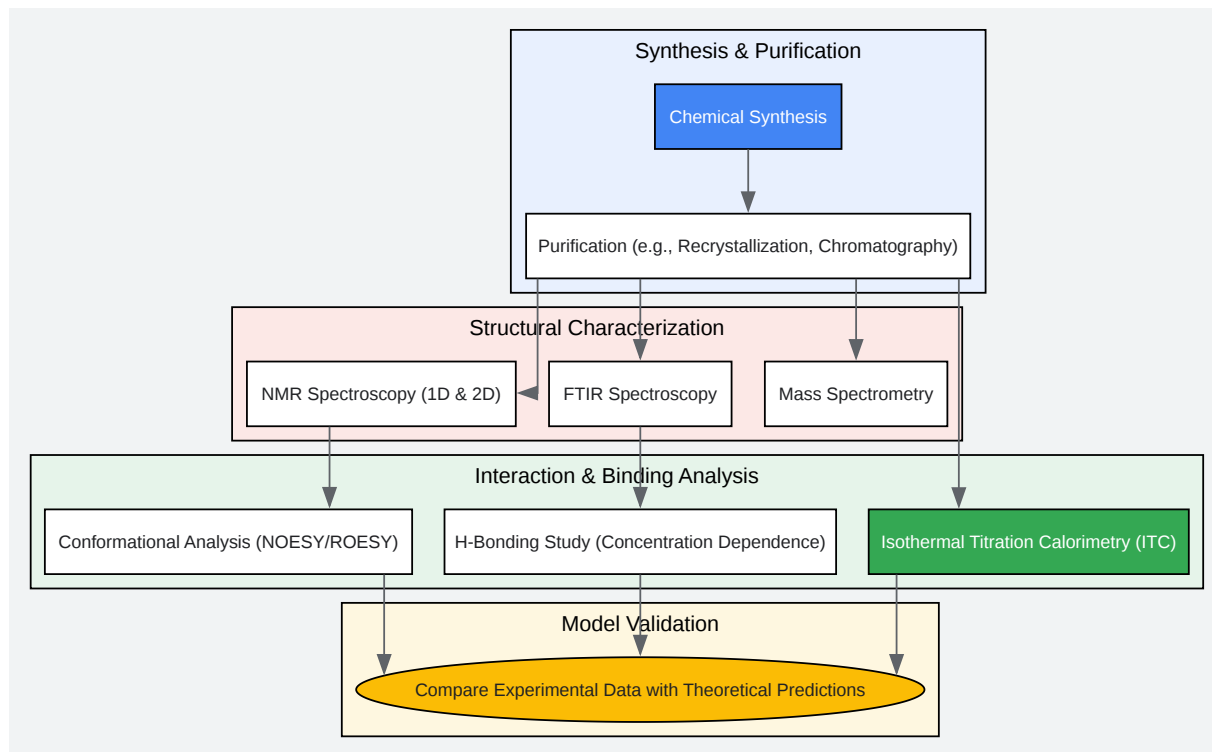 Synthesis & Purification
Chemical Synthesis
Purification (e.g., Recrystallization, Chromatography)
Structural Characterization
NMR Spectroscopy (1D & 2D)
FTIR Spectroscopy
Mass Spectrometry
Interaction & Binding Analysis
Conformational Analysis (NOESY/ROESY)
H-Bonding Study (Concentration Dependence)
Isothermal Titration Calorimetry (ITC)
Model Validation
Compare Experimental Data with Theoretical Predictions